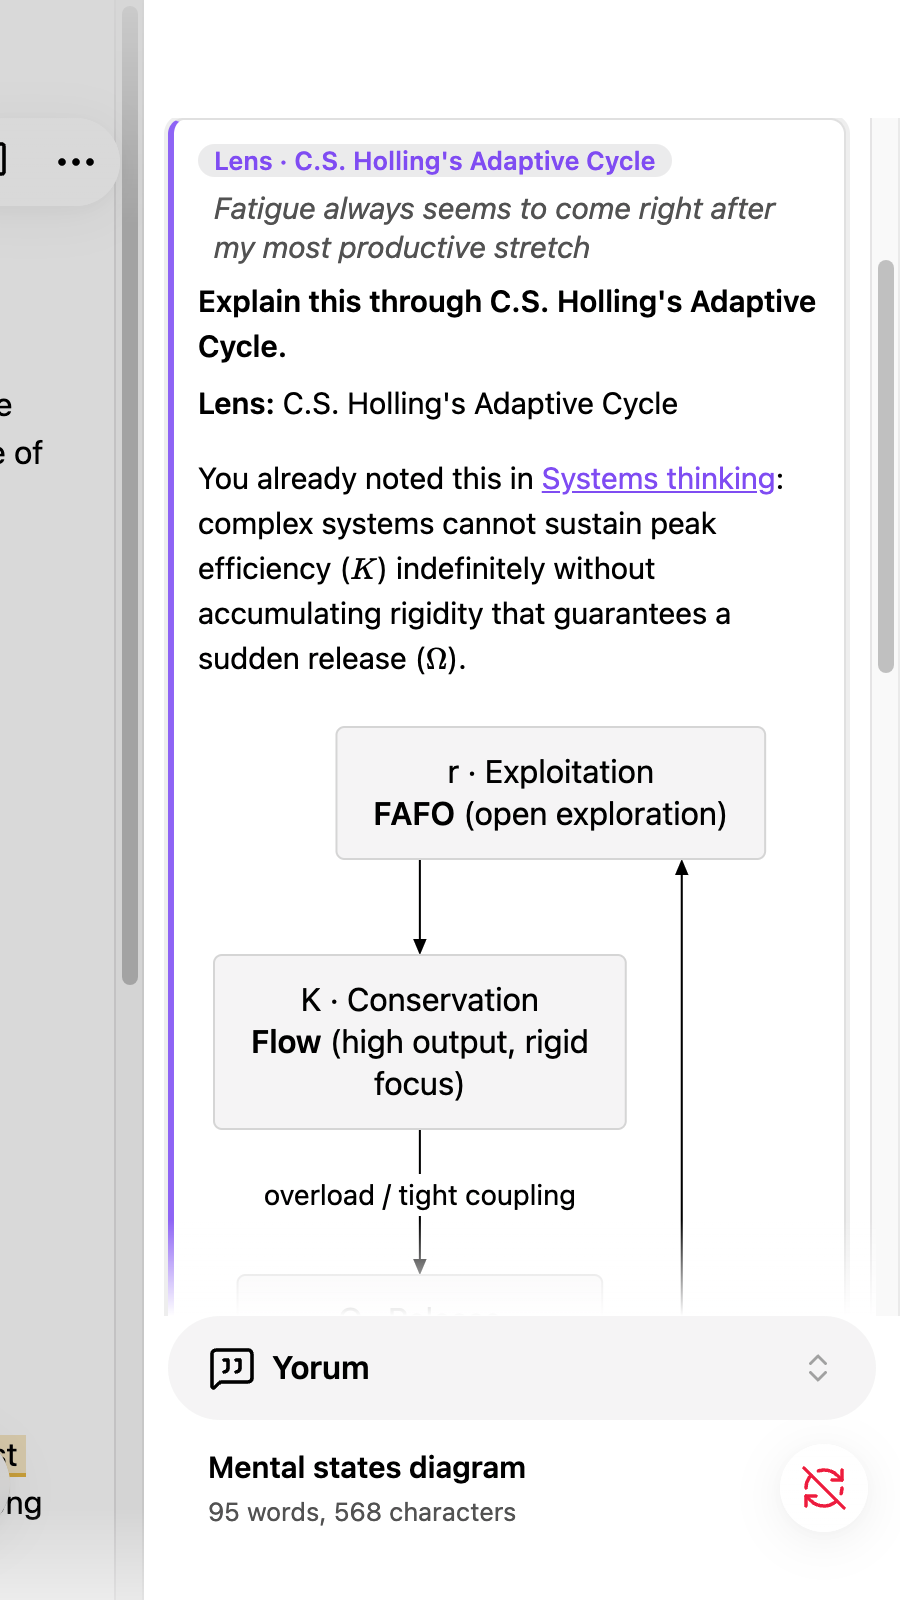 Lens · C.S. Holling's Adaptive Cycle
Fatigue always seems to come right after
my most productive stretch
Explain this through C.S. Holling's Adaptive
Cycle.
Lens: C.S. Holling's Adaptive Cycle
e
e of
You already noted this in Systems thinking:
complex systems cannot sustain peak
efficiency (K) indefinitely without
accumulating rigidity that guarantees a
sudden release (Ω).
r · Exploitation
FAFO (open exploration)
K · Conservation
Flow (high output, rigid
focus)
overload / tight coupling
Yorum
Mental states diagram
95 words, 568 characters
ng